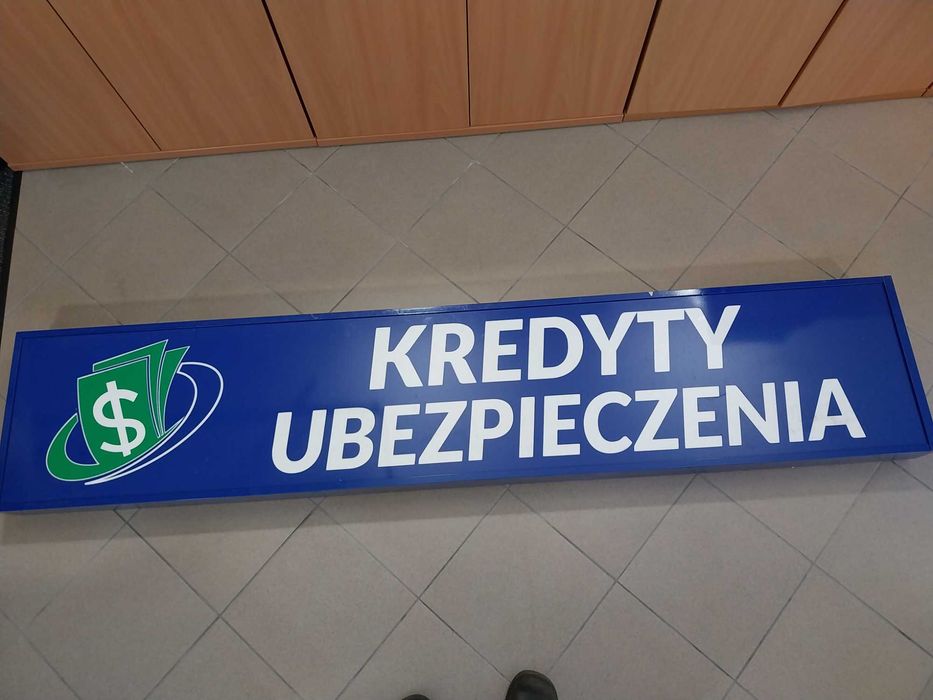 $
KREDYTY
UBEZPIECZENIA